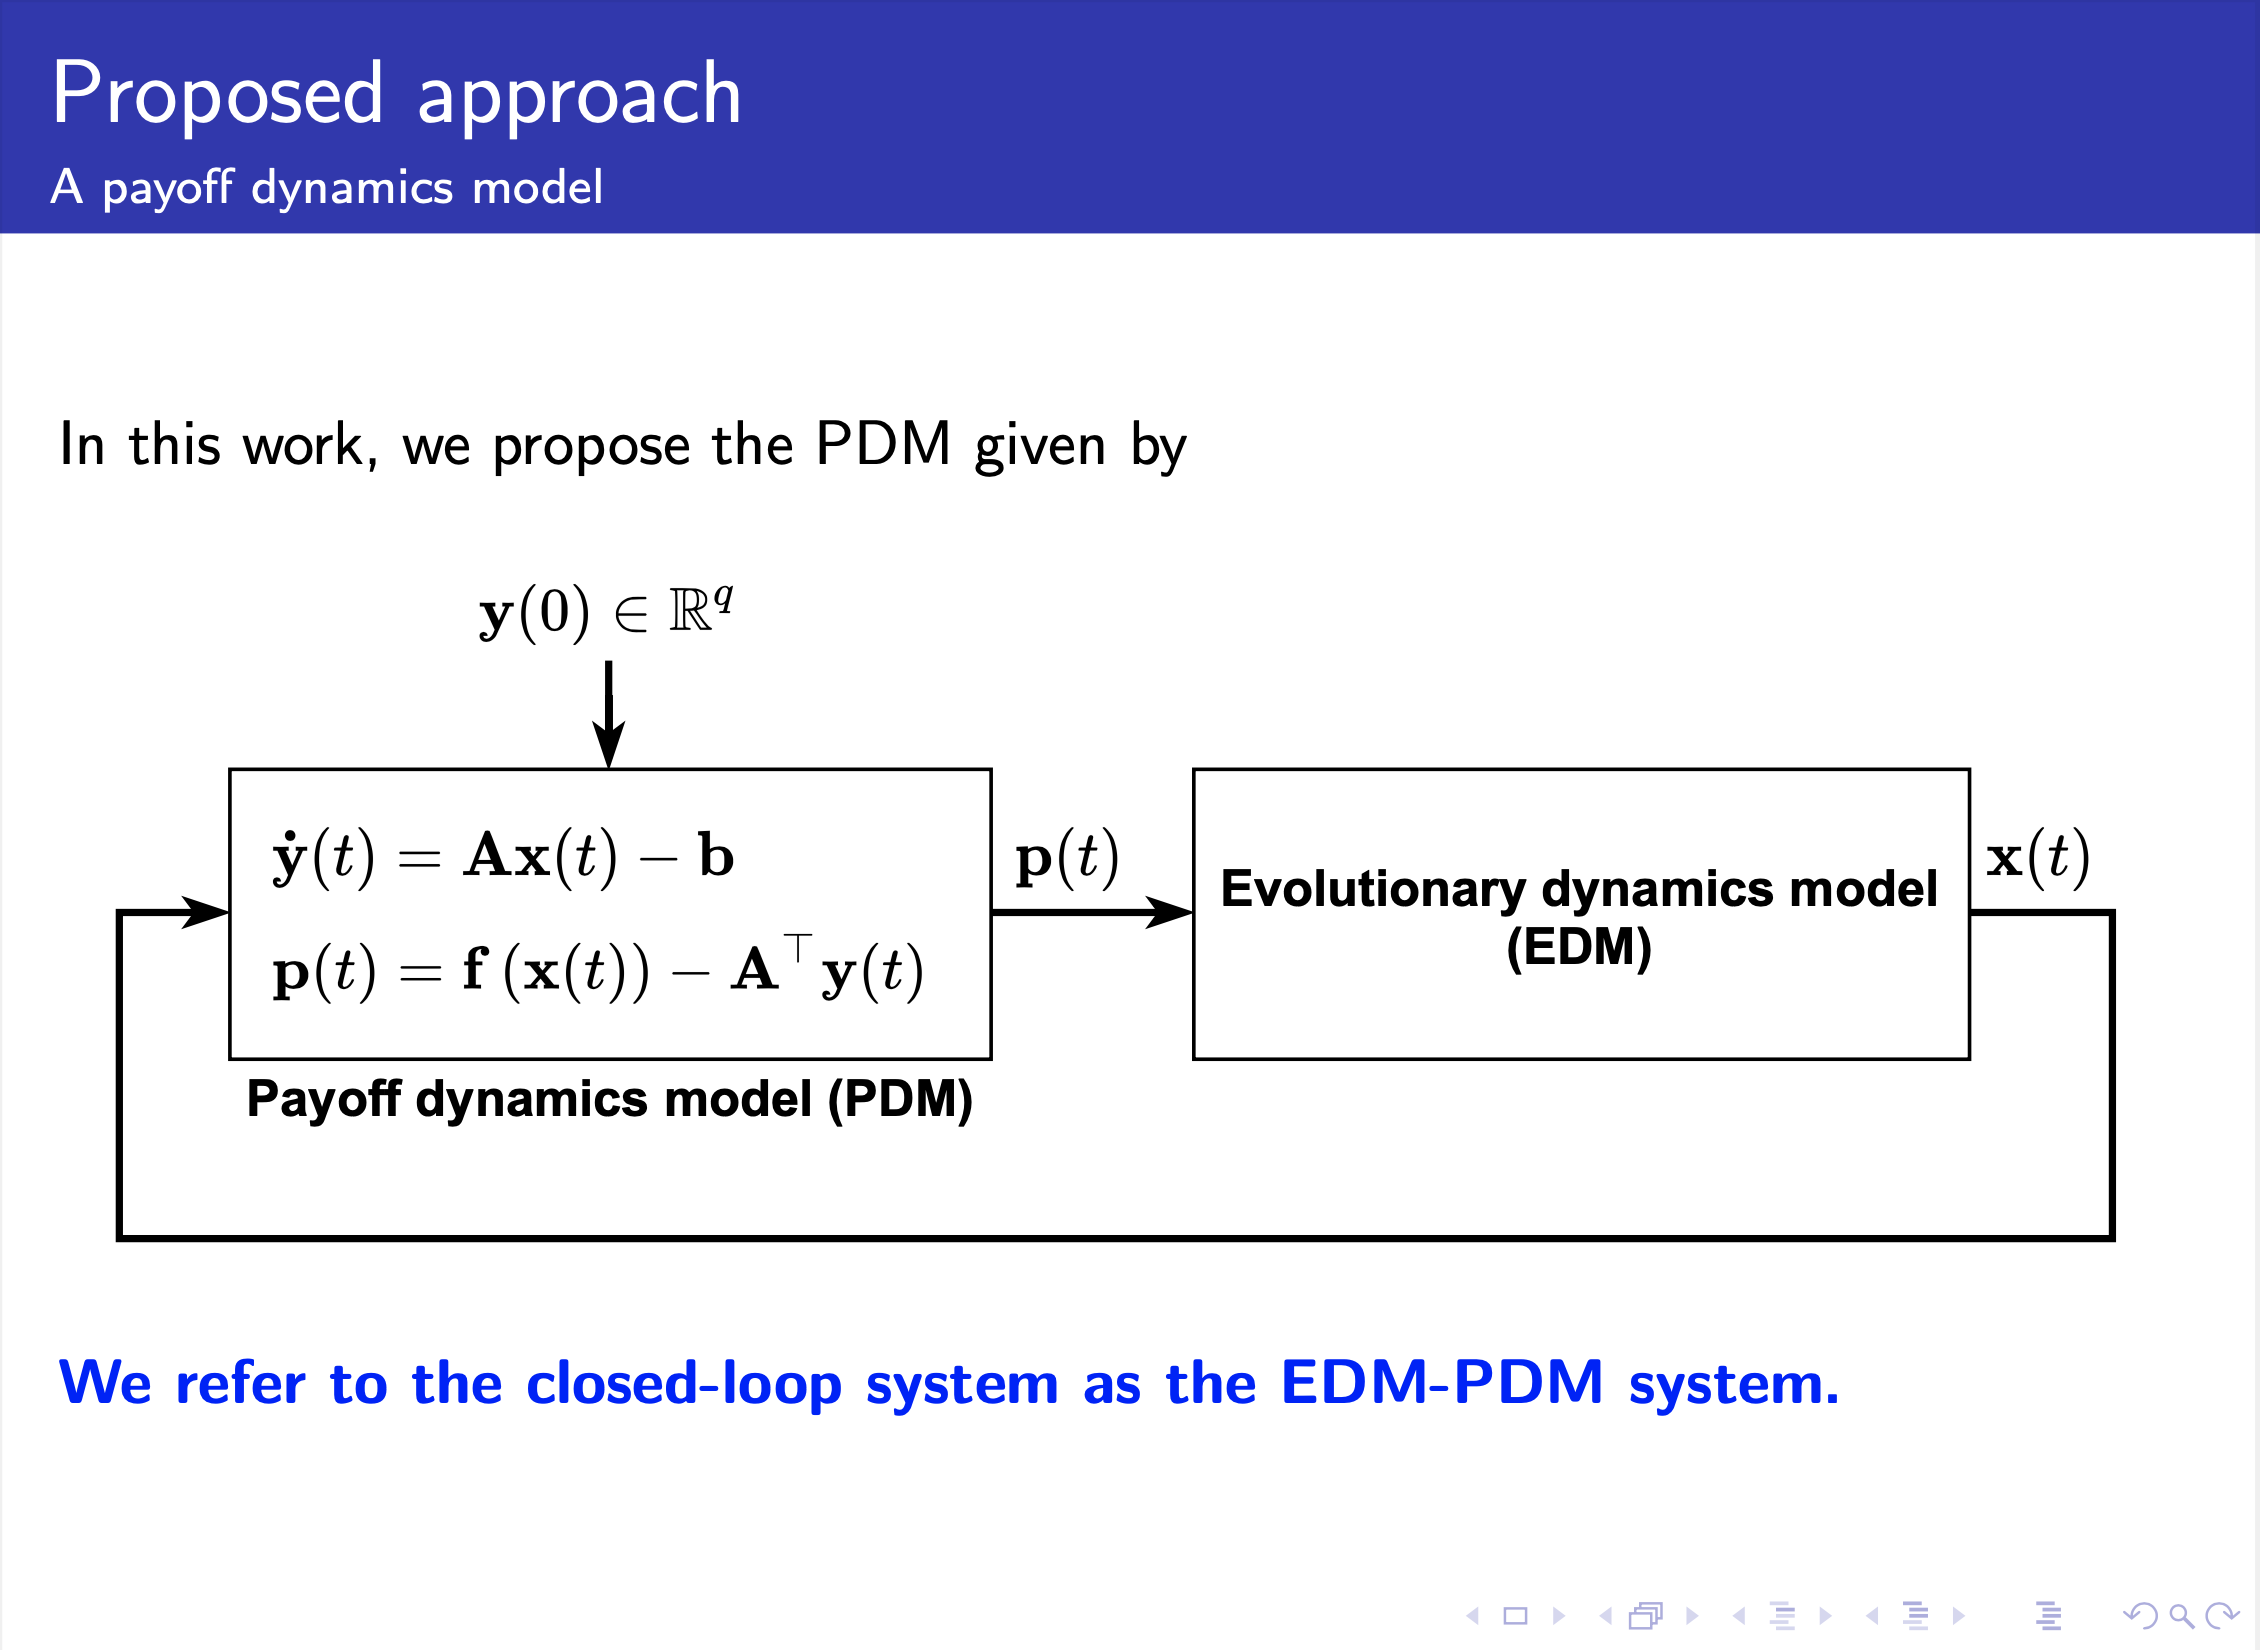 Proposed approach
A payoff dynamics model
In this work, we propose the PDM given by
y(0) ∈ ℝ^q
ẏ(t) = Ax(t) − b
p(t) = f (x(t)) − A^⊤y(t)
Payoff dynamics model (PDM)
p(t)
Evolutionary dynamics model
(EDM)
x(t)
We refer to the closed-loop system as the EDM-PDM system.